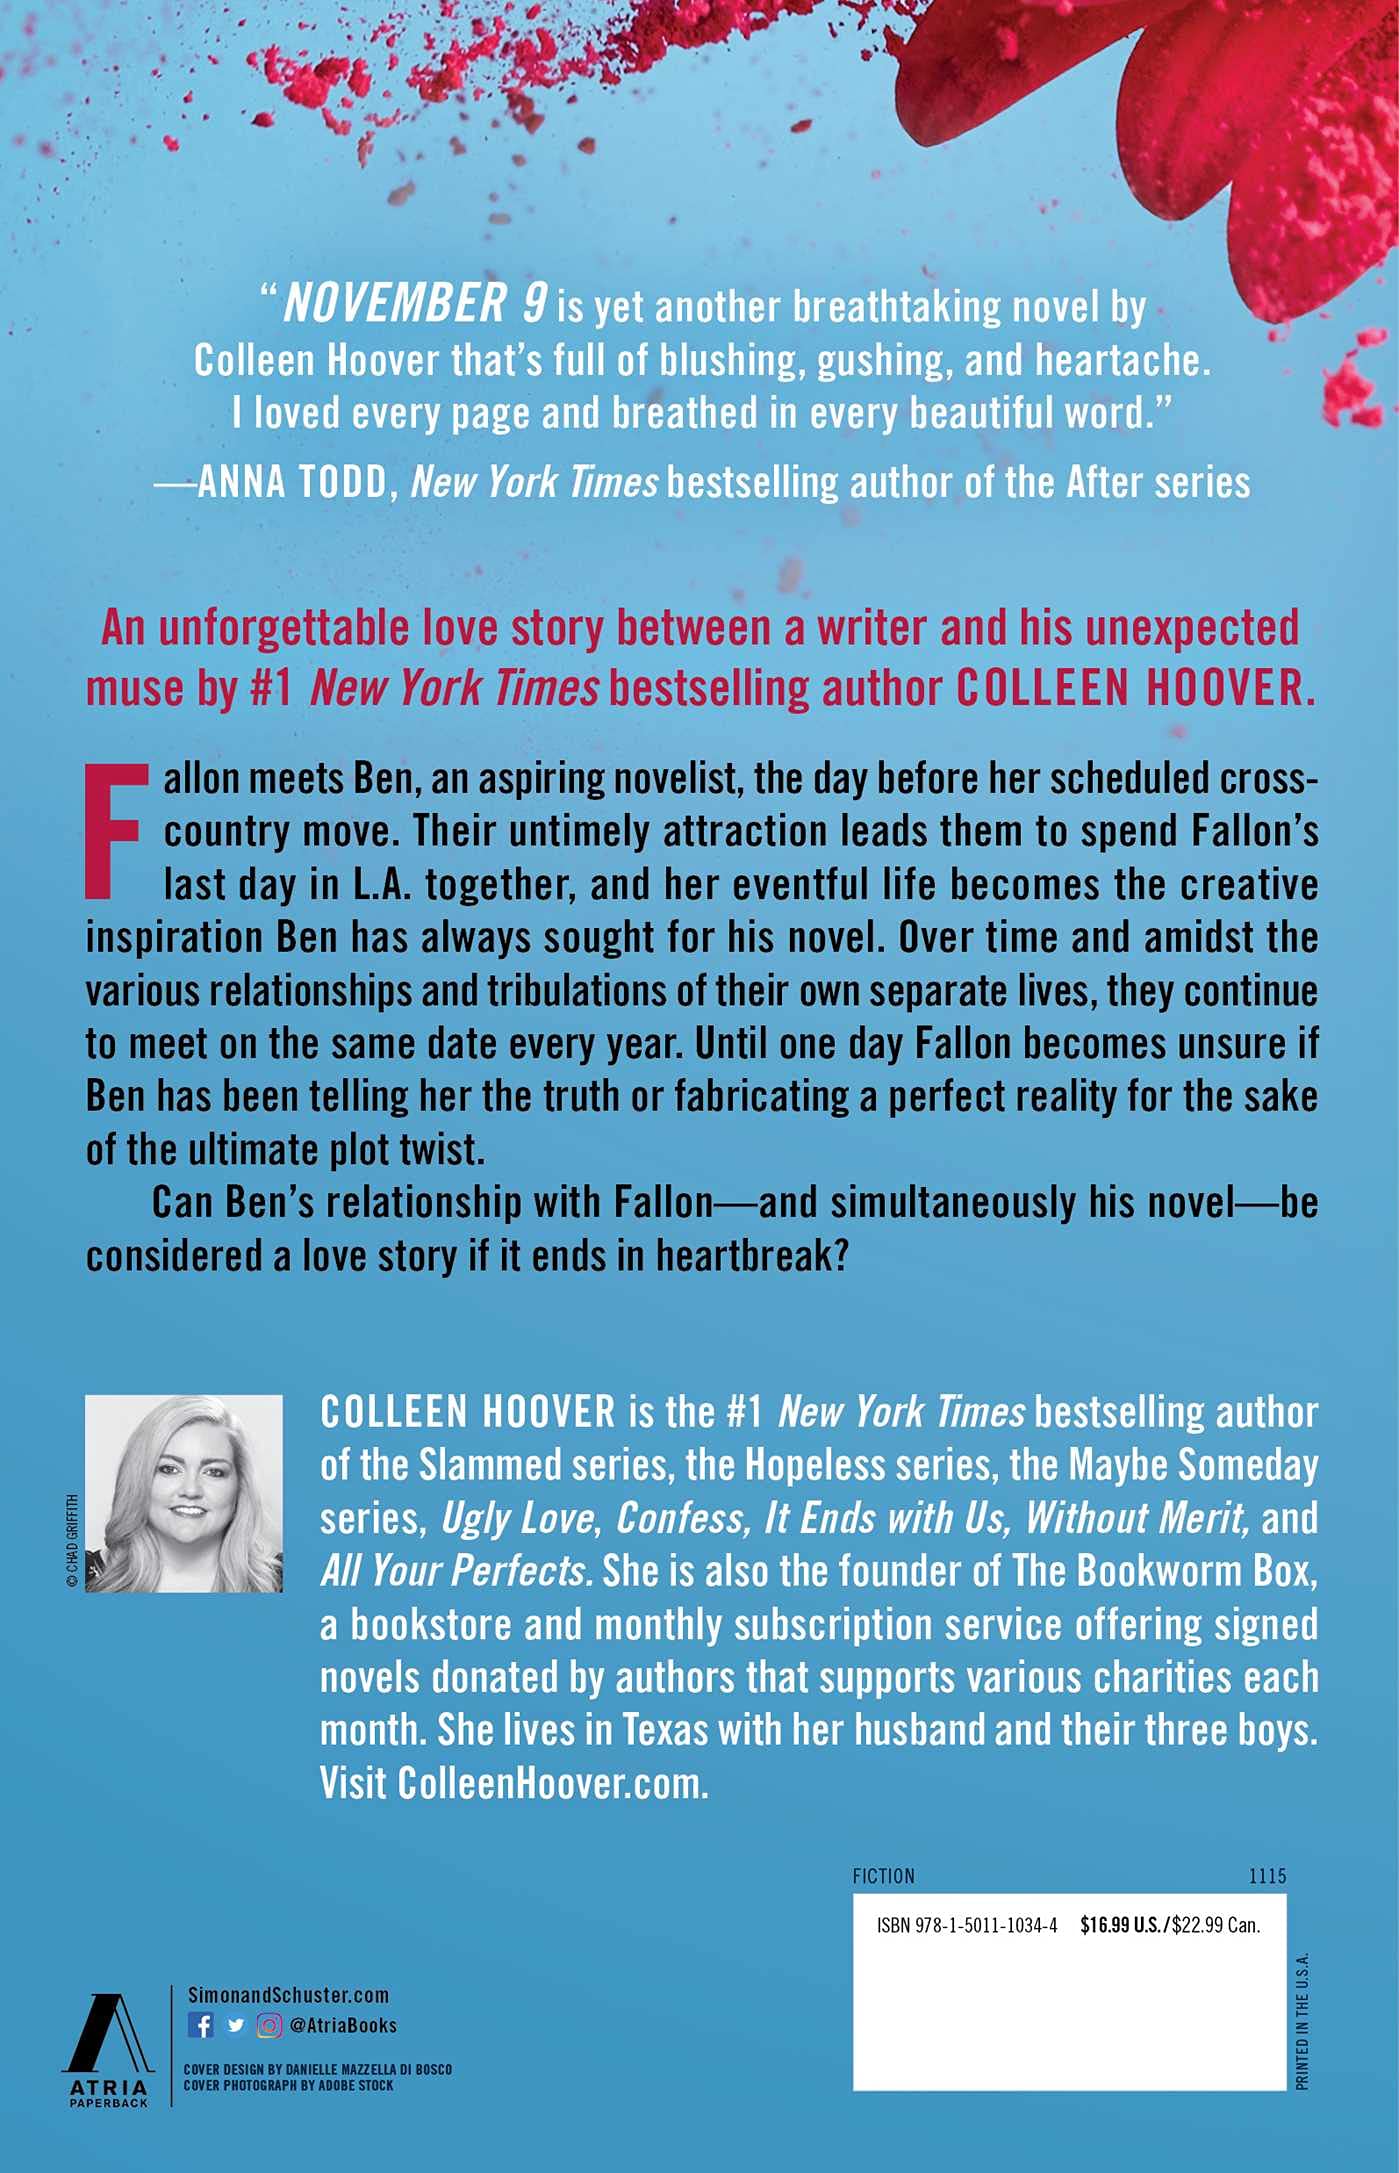 “NOVEMBER 9 is yet another breathtaking novel by
Colleen Hoover that’s full of blushing, gushing, and heartache.
I loved every page and breathed in every beautiful word.”
—ANNA TODD, New York Times bestselling author of the After series
An unforgettable love story between a writer and his unexpected
muse by #1 New York Times bestselling author COLLEEN HOOVER.
Fallon meets Ben, an aspiring novelist, the day before her scheduled cross-
country move. Their untimely attraction leads them to spend Fallon’s
last day in L.A. together, and her eventful life becomes the creative
inspiration Ben has always sought for his novel. Over time and amidst the
various relationships and tribulations of their own separate lives, they continue
to meet on the same date every year. Until one day Fallon becomes unsure if
Ben has been telling her the truth or fabricating a perfect reality for the sake
of the ultimate plot twist.
Can Ben’s relationship with Fallon—and simultaneously his novel—be
considered a love story if it ends in heartbreak?
© CHAD GRIFFITH
COLLEEN HOOVER is the #1 New York Times bestselling author
of the Slammed series, the Hopeless series, the Maybe Someday
series, Ugly Love, Confess, It Ends with Us, Without Merit, and
All Your Perfects. She is also the founder of The Bookworm Box,
a bookstore and monthly subscription service offering signed
novels donated by authors that supports various charities each
month. She lives in Texas with her husband and their three boys.
Visit ColleenHoover.com.
FICTION 1115
ISBN 978-1-5011-1034-4 $16.99 U.S./$22.99 Can.
PRINTED IN THE U.S.A.
ATRIA
PAPERBACK
SimonandSchuster.com
@AtriaBooks
COVER DESIGN BY DANIELLE MAZZELLA DI BOSCO
COVER PHOTOGRAPH BY ADOBE STOCK